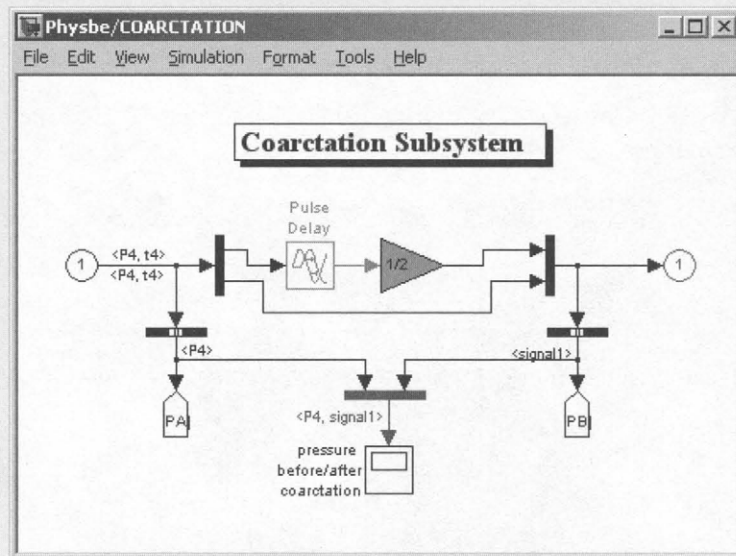 Physbe/COARCTATION
File Edit View Simulation Format Tools Help
Coarctation Subsystem
Pulse
Delay
1
<P4, t4>
<P4, t4>
1/2
1
<P4>
<signal1>
PA
PB
<P4, signal1>
pressure
before/after
coarctation